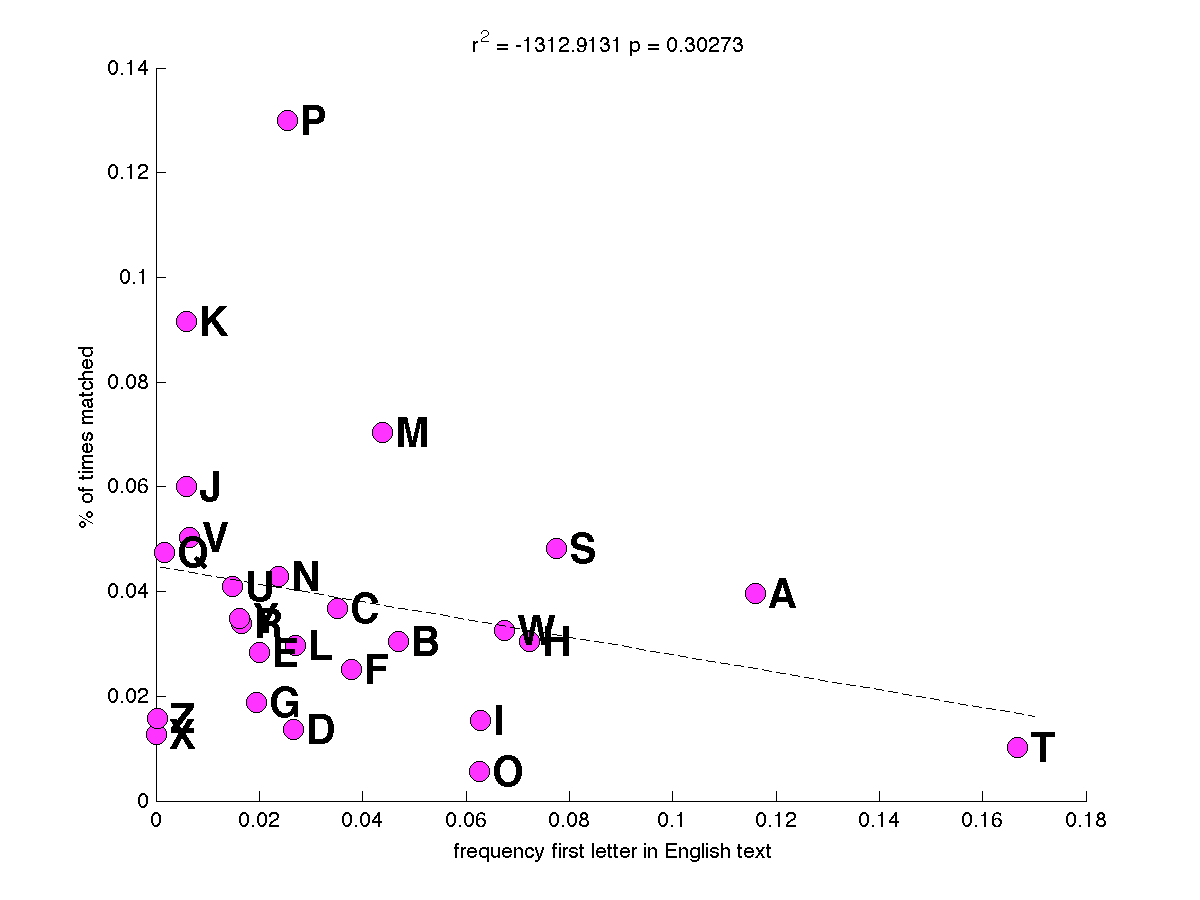 r2 = -1312.9131 p = 0.30273
0.14
P
0.12
0.1
K
0.08
M
% of times matched
0.06
J
V
S
Q
N
U
0.04
A
C
Y
R
W
H
B
L
E
F
0.02
G
Z
I
D
X
T
O
0
0 0.02 0.04 0.06 0.08 0.1 0.12 0.14 0.16 0.18
frequency first letter in English text